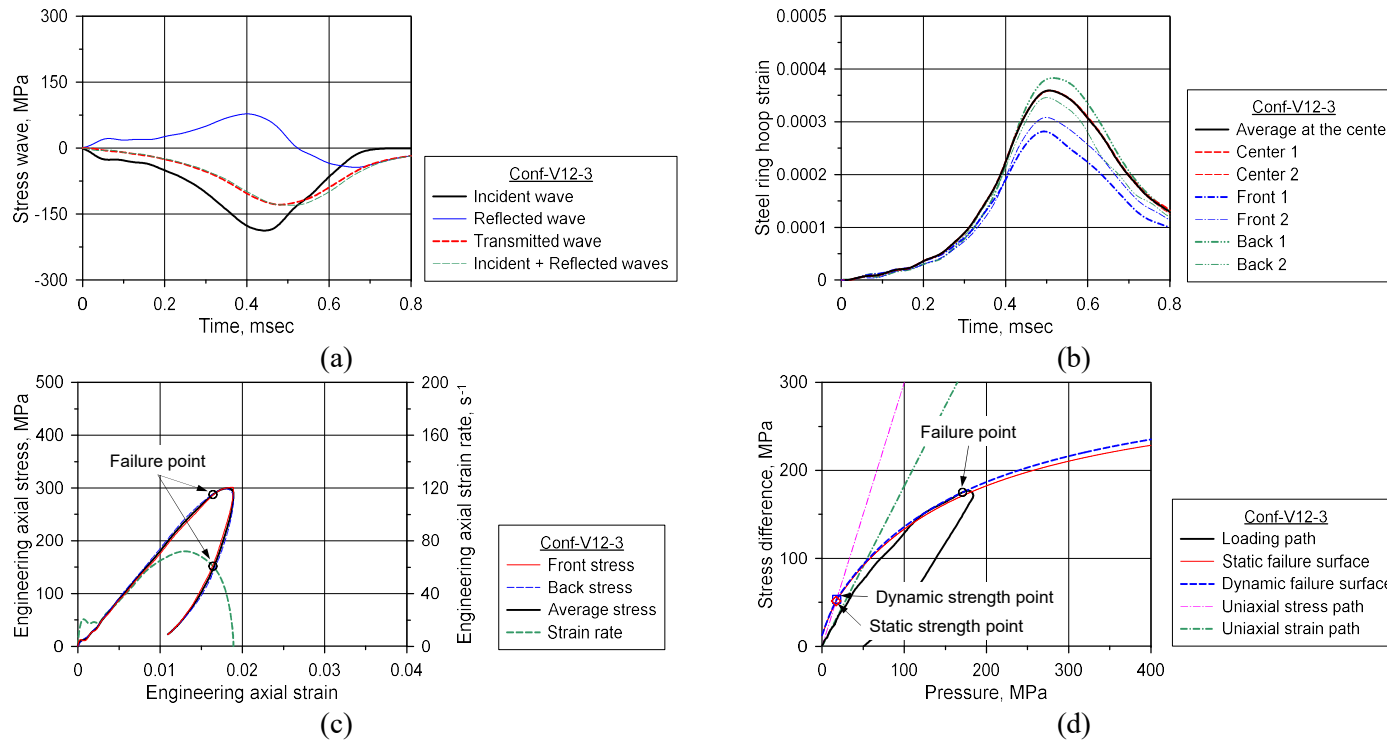 300
150
0
-150
-300
Stress wave, MPa
0
0.2
0.4
0.6
0.8
Time, msec
Conf-V12-3
Incident wave
Reflected wave
Transmitted wave
Incident + Reflected waves
(a)
0.0005
0.0004
0.0003
0.0002
0.0001
0
Steel ring hoop strain
0
0.2
0.4
0.6
0.8
Time, msec
Conf-V12-3
Average at the cente
Center 1
Center 2
Front 1
Front 2
Back 1
Back 2
(b)
500
400
300
200
100
0
Engineering axial stress, MPa
200
160
120
80
40
0
Engineering axial strain rate, s⁻¹
Failure point
0
0.01
0.02
0.03
0.04
Engineering axial strain
Conf-V12-3
Front stress
Back stress
Average stress
Strain rate
(c)
300
200
100
0
Stress difference, MPa
Failure point
Dynamic strength point
Static strength point
0
100
200
300
400
Pressure, MPa
Conf-V12-3
Loading path
Static failure surface
Dynamic failure surface
Uniaxial stress path
Uniaxial strain path
(d)